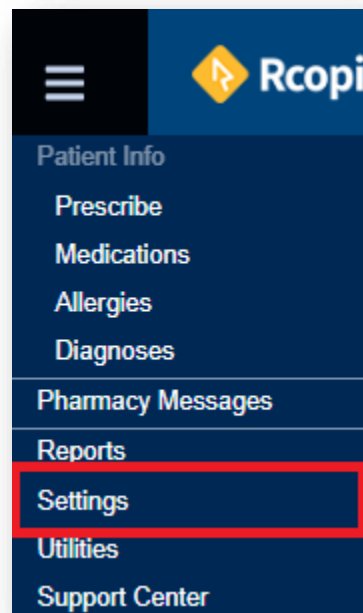 Rcopi
Patient Info
Prescribe
Medications
Allergies
Diagnoses
Pharmacy Messages
Reports
Settings
Utilities
Support Center